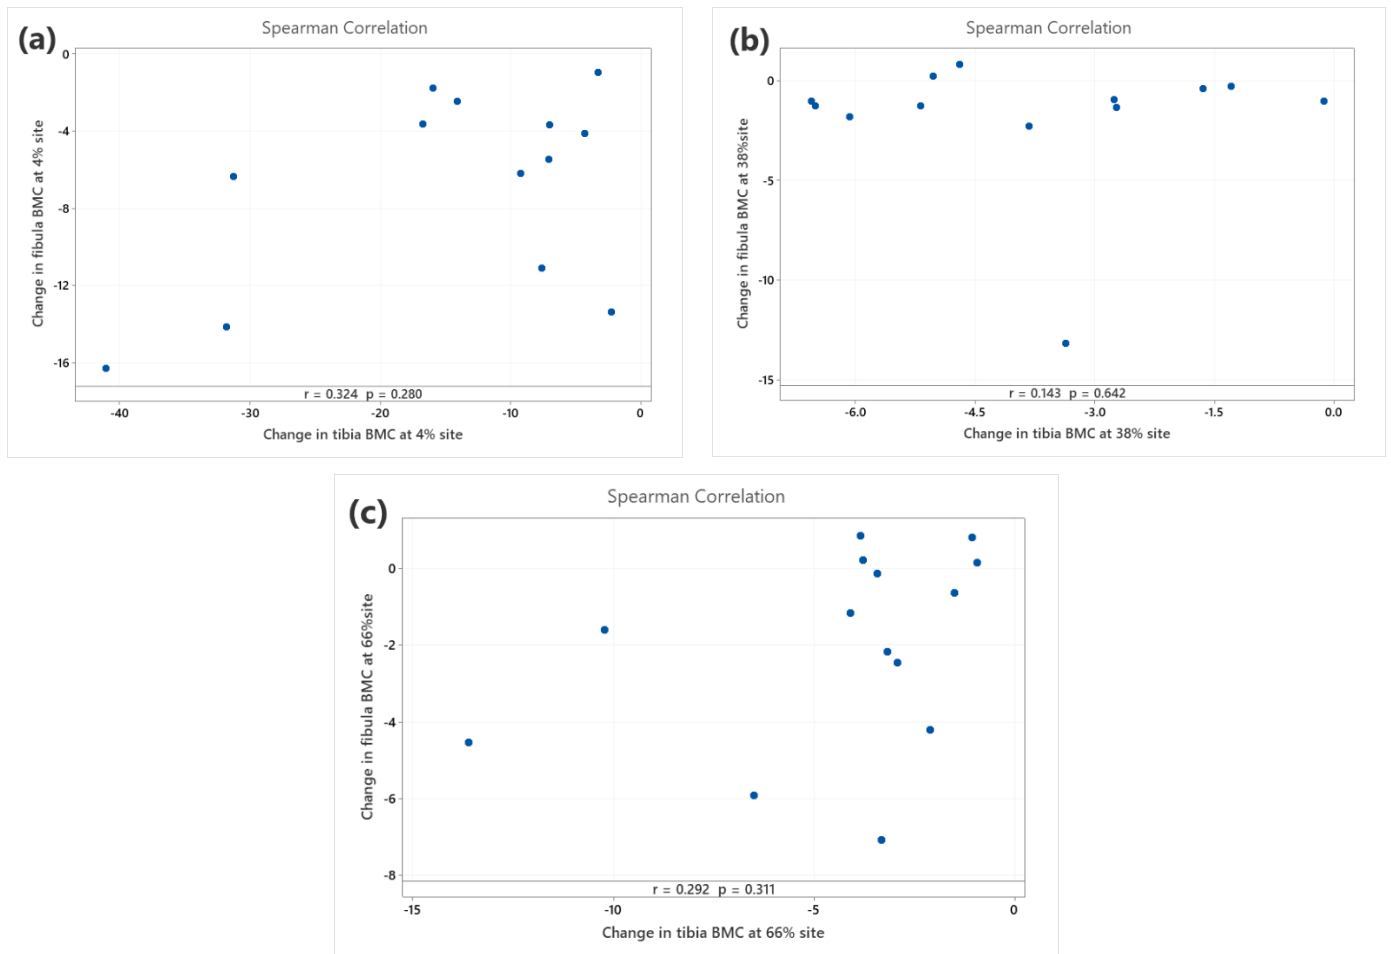 (a)
Spearman Correlation
Change in fibula BMC at 4% site
0
-4
-8
-12
-16
r = 0.324 p = 0.280
-40 -30 -20 -10 0
Change in tibia BMC at 4% site
(b)
Spearman Correlation
Change in fibula BMC at 38%site
0
-5
-10
-15
r = 0.143 p = 0.642
-6.0 -4.5 -3.0 -1.5 0.0
Change in tibia BMC at 38% site
(c)
Spearman Correlation
Change in fibula BMC at 66%site
0
-2
-4
-6
-8
r = 0.292 p = 0.311
-15 -10 -5 0
Change in tibia BMC at 66% site